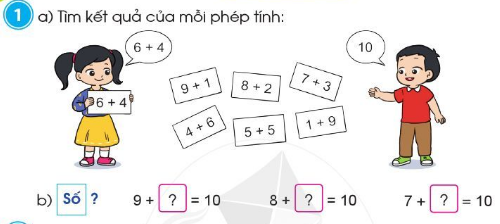 1 a) Tìm kết quả của mỗi phép tính:
6 + 4
10
6 + 4
9 + 1
8 + 2
7 + 3
4 + 6
5 + 5
1 + 9
b) Số ? 9 + ? = 10 8 + ? = 10 7 + ? = 10